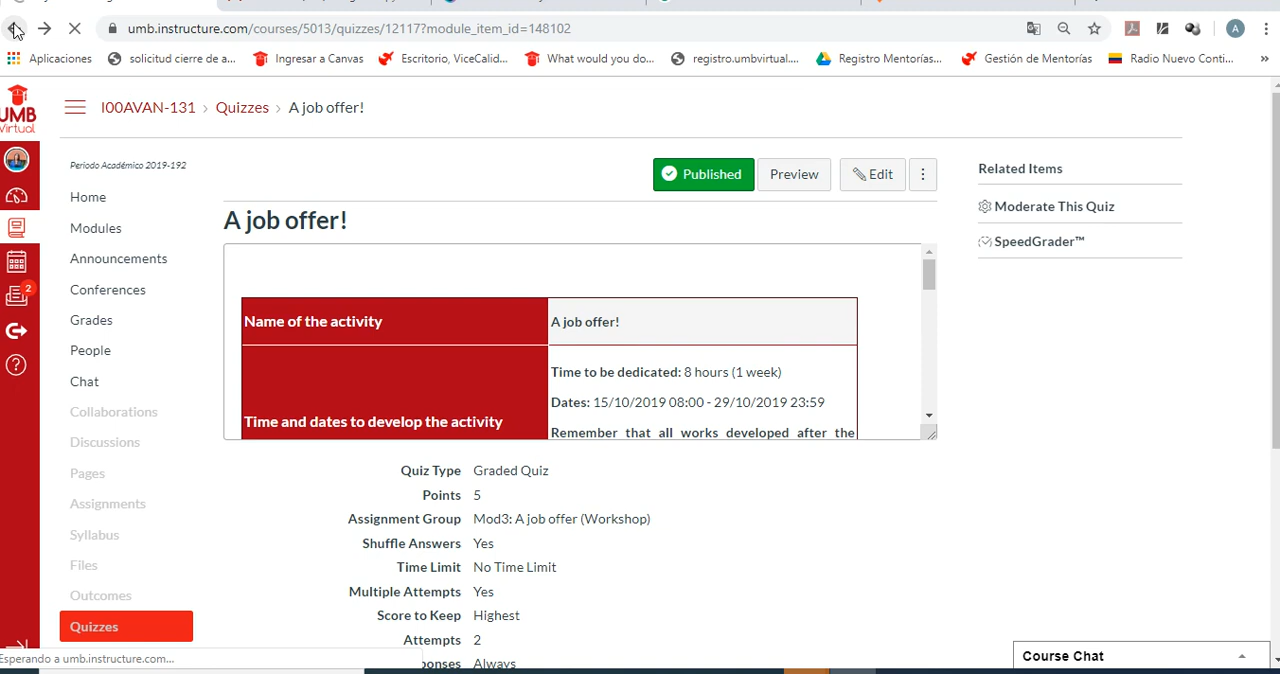 umb.instructure.com/courses/5013/quizzes/12117?module_item_id=148102
A
Aplicaciones
solicitud cierre de a...
Ingresar a Canvas
Escritorio, ViceCalid...
What would you do...
registro.umbvirtual....
Registro Mentorías...
Gestión de Mentorías
Radio Nuevo Conti...
»
UMB
Virtual
I00AVAN-131 › Quizzes › A job offer!
Periodo Académico 2019-192
Published
Preview
Edit
Related Items
Home
Modules
Announcements
Conferences
Grades
People
Chat
Collaborations
Discussions
Pages
Assignments
Syllabus
Files
Outcomes
Quizzes
2
A job offer!
Moderate This Quiz
SpeedGrader™
Name of the activity
A job offer!
Time and dates to develop the activity
Time to be dedicated: 8 hours (1 week)
Dates: 15/10/2019 08:00 - 29/10/2019 23:59
Remember that all works developed after the
Quiz Type Graded Quiz
Points 5
Assignment Group Mod3: A job offer (Workshop)
Shuffle Answers Yes
Time Limit No Time Limit
Multiple Attempts Yes
Score to Keep Highest
Attempts 2
ponses Always
Esperando a umb.instructure.com...
Course Chat